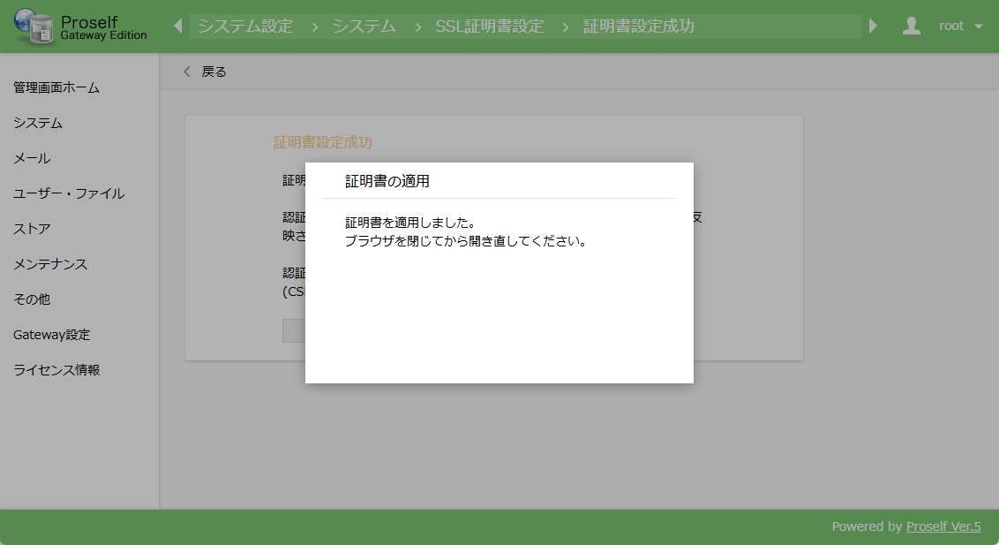 Proself
Gateway Edition
システム設定 › システム › SSL証明書設定 › 証明書設定成功
root
戻る
管理画面ホーム
システム
メール
ユーザー・ファイル
ストア
メンテナンス
その他
Gateway設定
ライセンス情報
証明書設定成功
証明
認証
反
映さ
認証
(CS
証明書の適用
証明書を適用しました。
ブラウザを閉じてから開き直してください。
Powered by Proself Ver.5